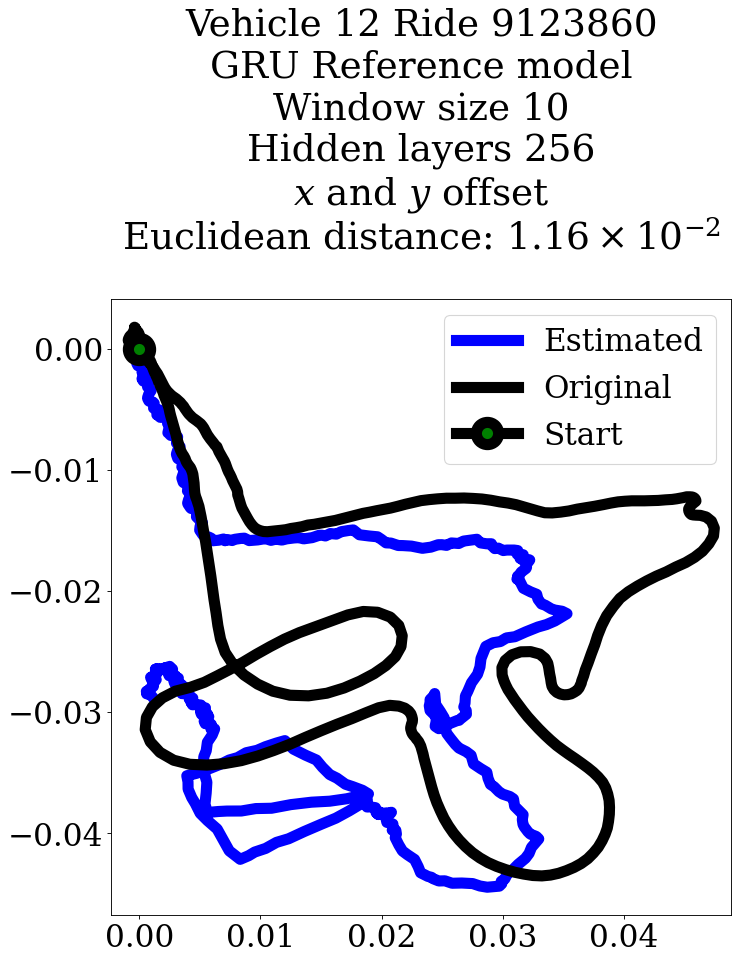 Vehicle 12 Ride 9123860
GRU Reference model
Window size 10
Hidden layers 256
x and y offset
Euclidean distance: 1.16 × 10⁻²
Estimated
Original
Start
0.00
−0.01
−0.02
−0.03
−0.04
0.00 0.01 0.02 0.03 0.04